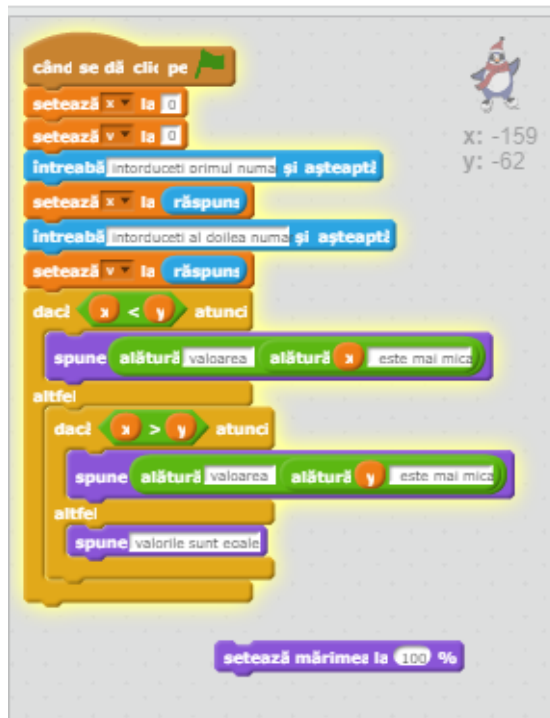 când se dă clic pe
setează x la 0
setează y la 0
întreabă intorduceti orimul numa și așteaptă
setează x la răspuns
întreabă intorduceti al doilea numa și așteaptă
setează y la răspuns
dacă x < y atunci
spune alătură valoarea alătură x este mai mica
altfel
dacă x > y atunci
spune alătură valoarea alătură y este mai mica
altfel
spune valorile sunt egale
setează mărimea la 100 %
x: -159
y: -62